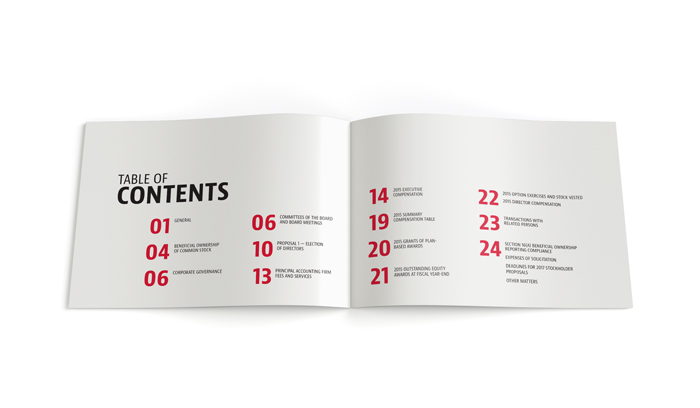 TABLE OF
CONTENTS
01 GENERAL
04 BENEFICIAL OWNERSHIP
OF COMMON STOCK
06 CORPORATE GOVERNANCE
06 COMMITTEES OF THE BOARD
AND BOARD MEETINGS
10 PROPOSAL 1 — ELECTION
OF DIRECTORS
13 PRINCIPAL ACCOUNTING FIRM
FEES AND SERVICES
14 2015 EXECUTIVE
COMPENSATION
19 2015 SUMMARY
COMPENSATION TABLE
20 2015 GRANTS OF PLAN-
BASED AWARDS
21 2015 OUTSTANDING EQUITY
AWARDS AT FISCAL YEAR-END
22 2015 OPTION EXERCISES AND STOCK VESTED
2015 DIRECTOR COMPENSATION
23 TRANSACTIONS WITH
RELATED PERSONS
24 SECTION 16(A) BENEFICIAL OWNERSHIP
REPORTING COMPLIANCE
EXPENSES OF SOLICITATION
DEADLINES FOR 2017 STOCKHOLDER
PROPOSALS
OTHER MATTERS